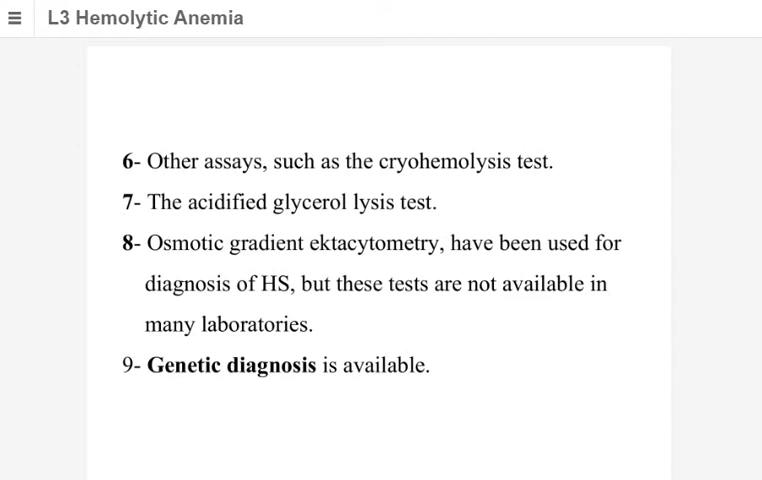 L3 Hemolytic Anemia
6- Other assays, such as the cryohemolysis test.
7- The acidified glycerol lysis test.
8- Osmotic gradient ektacytometry, have been used for
diagnosis of HS, but these tests are not available in
many laboratories.
9- Genetic diagnosis is available.